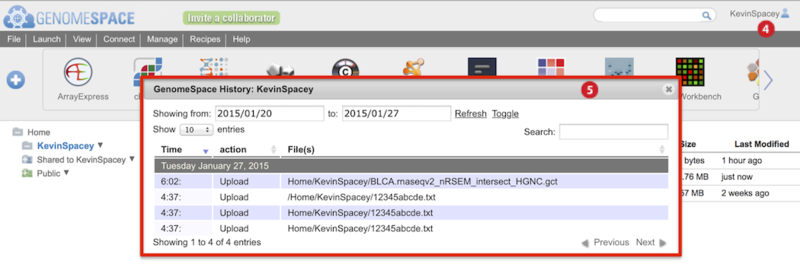 GENOMESPACE Invite a collaborator KevinSpacey
4
File Launch View Connect Manage Recipes Help
GenomeSpace History: KevinSpacey 5
ArrayExpress Workbench
Showing from: 2015/01/20 to: 2015/01/27 Refresh Toggle
Show 10 entries
Search:
Home
KevinSpacey
Shared to KevinSpacey
Public
Time action File(s)
Size Last Modified
Tuesday January 27, 2015
bytes 1 hour ago
6:02: Upload Home/KevinSpacey/BLCA.rnaseqv2_nRSEM_intersect_HGNC.gct
.76 MB just now
4:37: Upload /Home/KevinSpacey/12345abcde.txt
57 MB 2 weeks ago
4:37: Upload Home/KevinSpacey/12345abcde.txt
4:37: Upload Home/KevinSpacey/12345abcde.txt
Showing 1 to 4 of 4 entries Previous Next